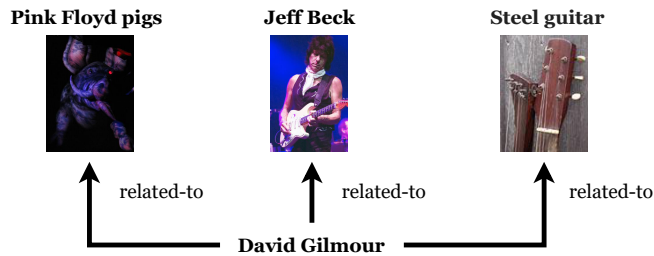 Pink Floyd pigs
Jeff Beck
Steel guitar
related-to
related-to
related-to
David Gilmour